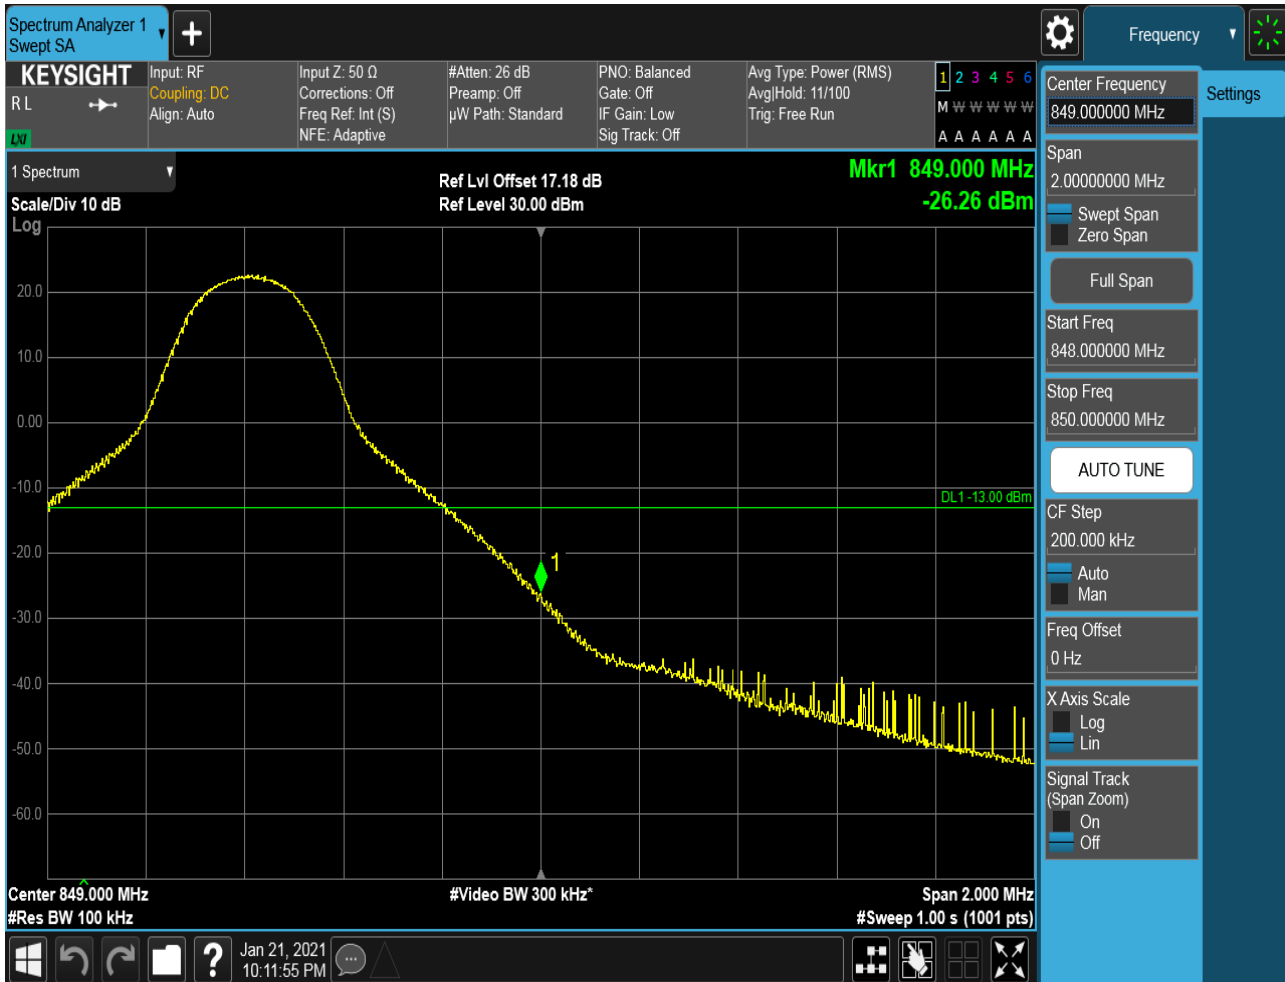 Spectrum Analyzer 1
Swept SA
Frequency
KEYSIGHT
R L
LXI
Input: RF
Coupling: DC
Align: Auto
Input Z: 50 Ω
Corrections: Off
Freq Ref: Int (S)
NFE: Adaptive
#Atten: 26 dB
Preamp: Off
µW Path: Standard
PNO: Balanced
Gate: Off
IF Gain: Low
Sig Track: Off
Avg Type: Power (RMS)
Avg|Hold: 11/100
Trig: Free Run
1 2 3 4 5 6
M W W W W W
A A A A A A
1 Spectrum
Scale/Div 10 dB
Log
Ref Lvl Offset 17.18 dB
Ref Level 30.00 dBm
Mkr1 849.000 MHz
-26.26 dBm
20.0
10.0
0.00
-10.0
-20.0
-30.0
-40.0
-50.0
-60.0
DL1 -13.00 dBm
1
Center 849.000 MHz
#Res BW 100 kHz
#Video BW 300 kHz*
Span 2.000 MHz
#Sweep 1.00 s (1001 pts)
Jan 21, 2021
10:11:55 PM
?
Center Frequency
849.000000 MHz
Settings
Span
2.00000000 MHz
Swept Span
Zero Span
Full Span
Start Freq
848.000000 MHz
Stop Freq
850.000000 MHz
AUTO TUNE
CF Step
200.000 kHz
Auto
Man
Freq Offset
0 Hz
X Axis Scale
Log
Lin
Signal Track
(Span Zoom)
On
Off